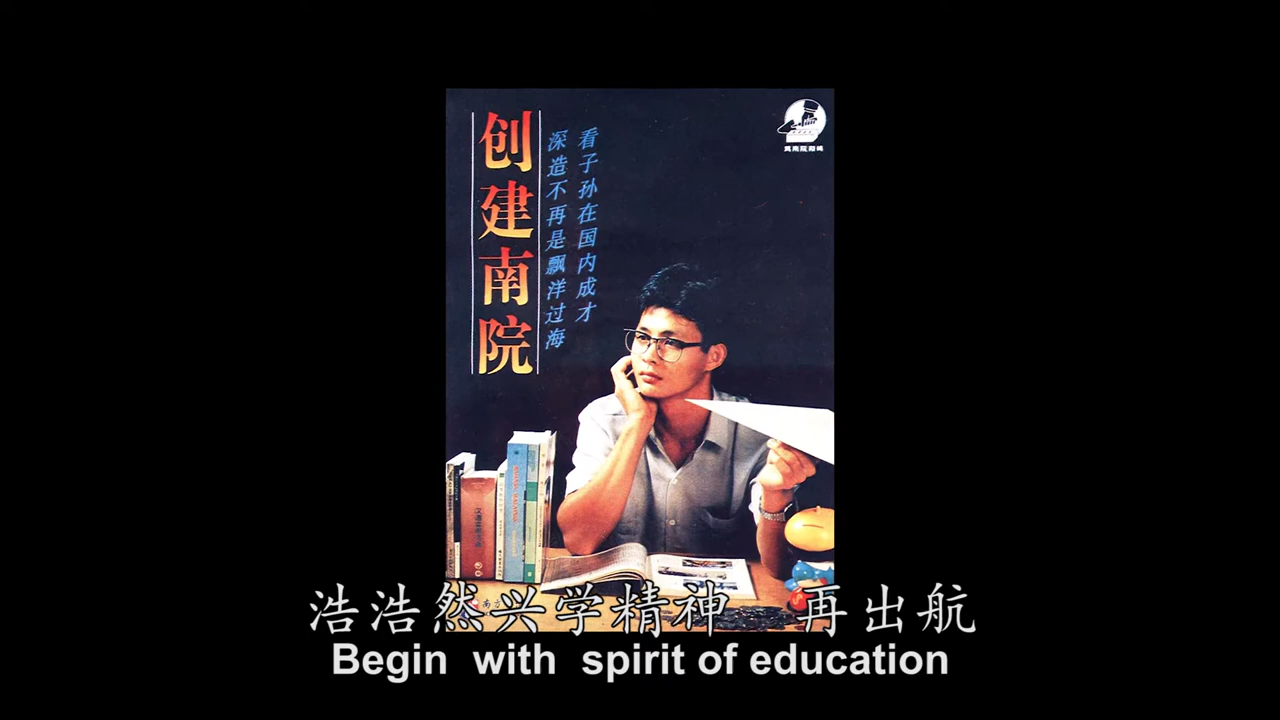 创建南院
看子孙在国内成才
深造不再是飘洋过海
浩浩然兴学精神 再出航
Begin with spirit of education